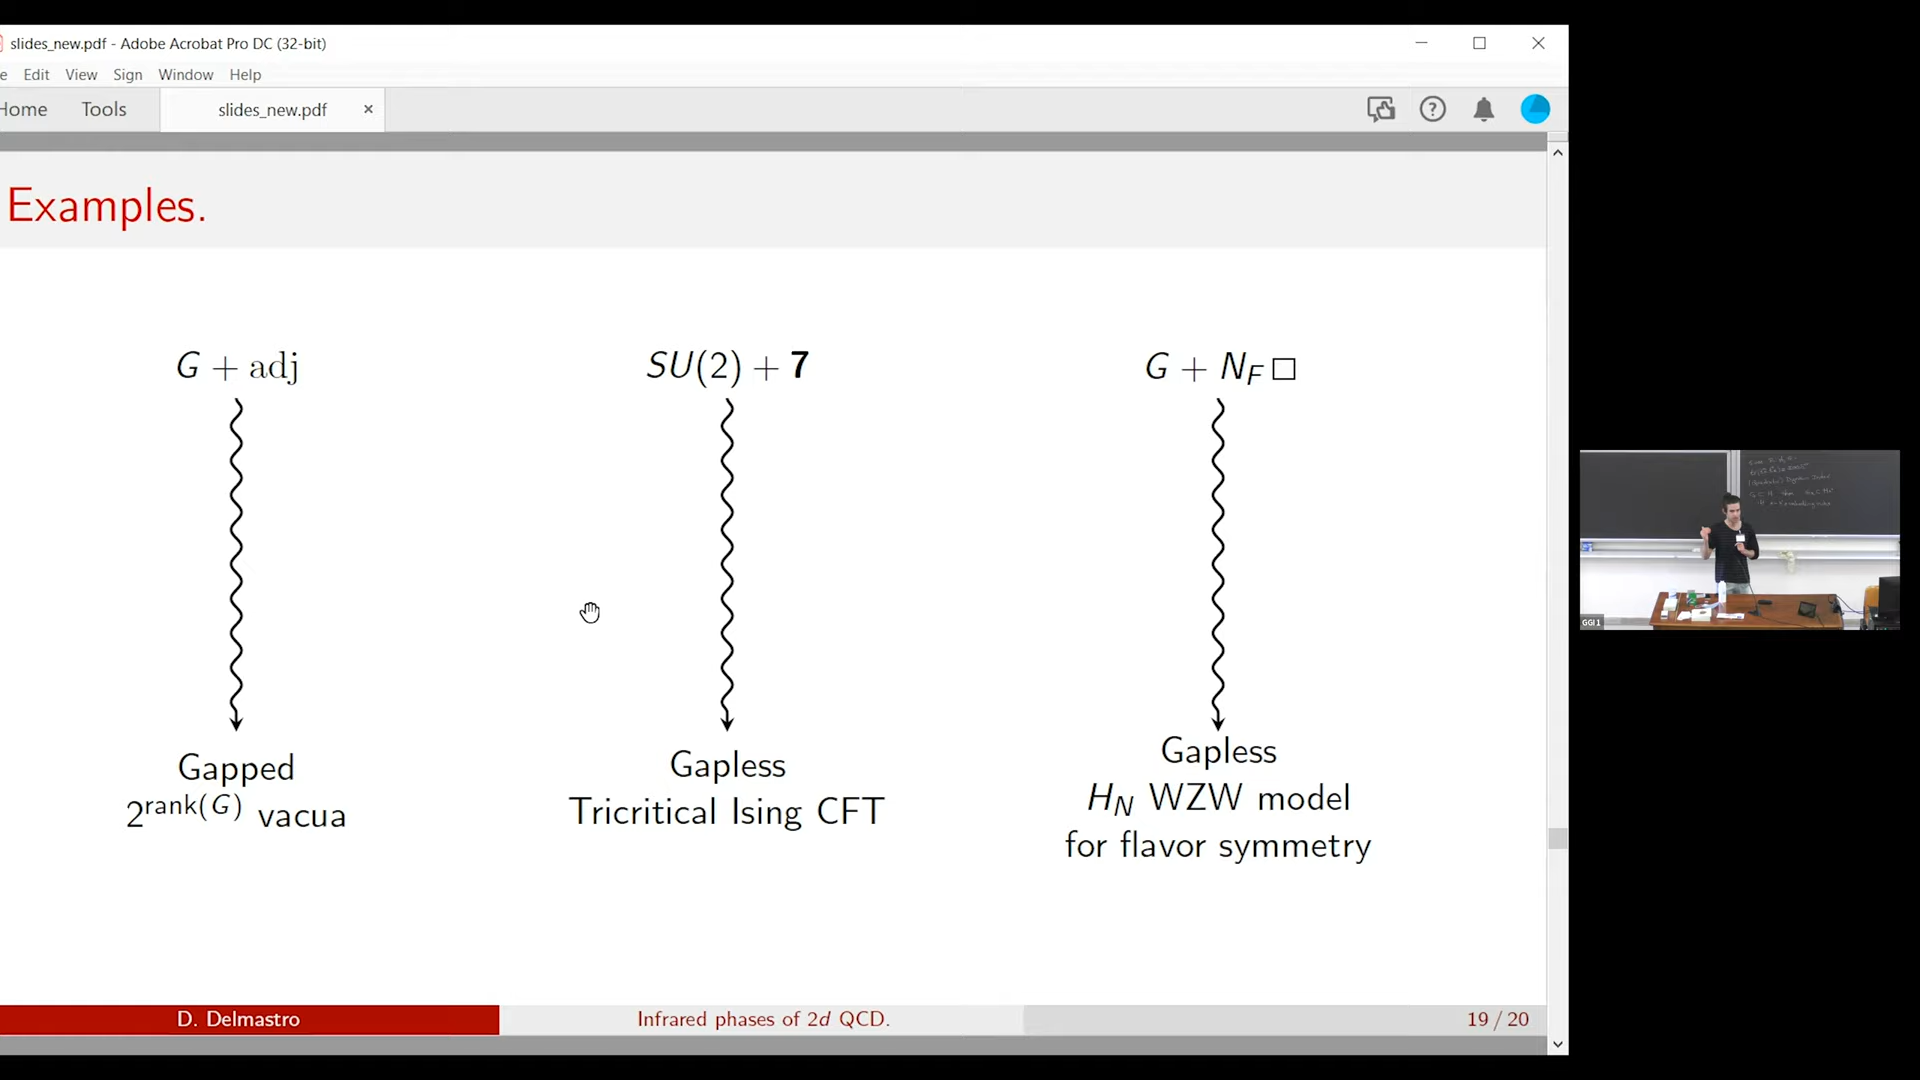 slides_new.pdf - Adobe Acrobat Pro DC (32-bit)
e Edit View Sign Window Help
Home Tools slides_new.pdf ×
Examples.
G + adj
SU(2) + 7
G + N_F □
Gapped
2^rank(G) vacua
Gapless
Tricritical Ising CFT
Gapless
H_N WZW model
for flavor symmetry
D. Delmastro Infrared phases of 2d QCD. 19 / 20
GGI 1